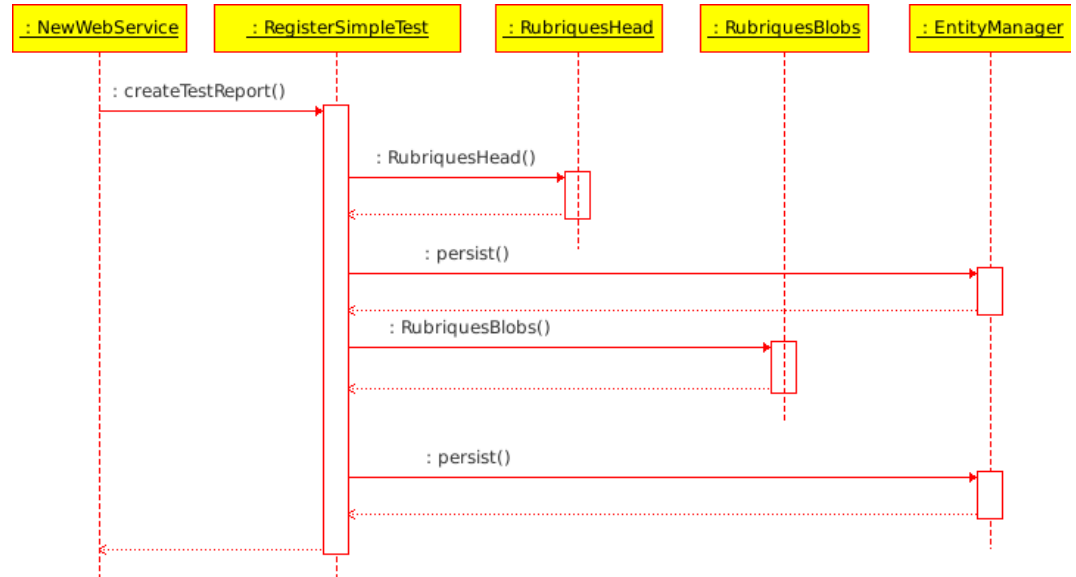 : NewWebService
: RegisterSimpleTest
: RubriquesHead
: RubriquesBlobs
: EntityManager
: createTestReport()
: RubriquesHead()
: persist()
: RubriquesBlobs()
: persist()